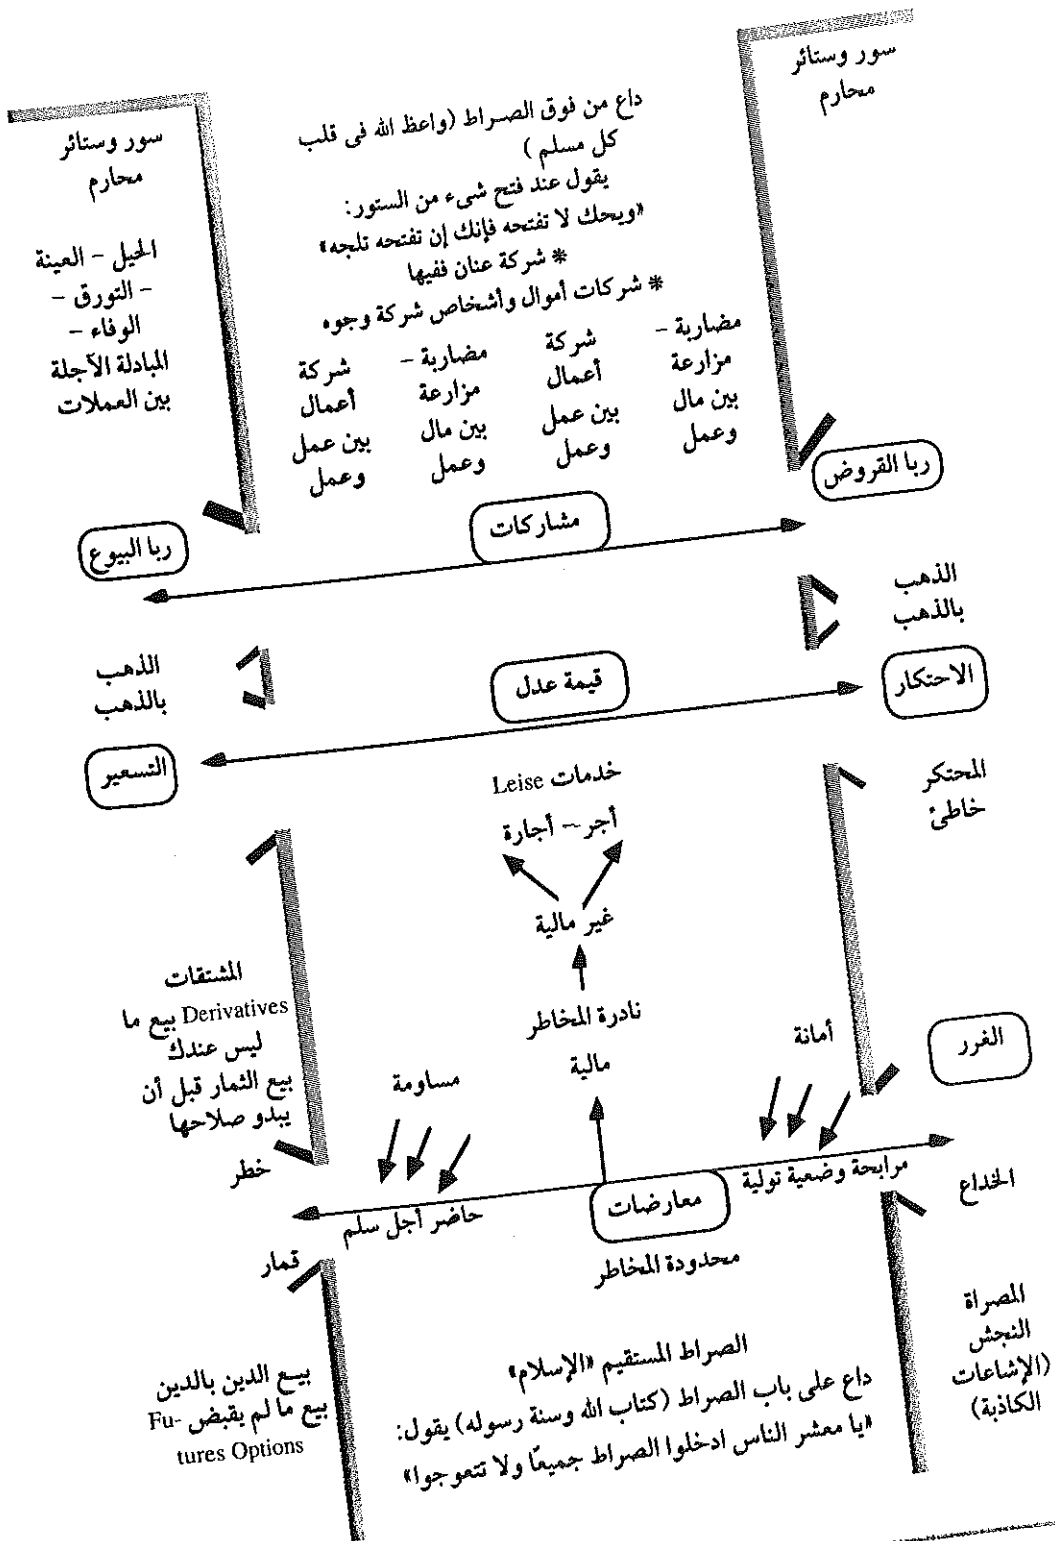 سور وستائر
محارم
سور وستائر
محارم
داع من فوق الصراط (واعظ الله فى قلب
كل مسلم )
يقول عند فتح شىء من الستور:
«ويحك لا تفتحه فإنك إن تفتحه تلجه»
* شركة عنان ففيها
* شركات أموال وأشخاص شركة وجوه
مضاربة –
مزارعة
بين مال
وعمل
شركة
أعمال
بين عمل
وعمل
مضاربة –
مزارعة
بين مال
وعمل
شركة
أعمال
بين عمل
وعمل
الحيل – العينة
– التورق –
الوفاء –
المبادلة الآجلة
بين العملات
ربا القروض
مشاركات
ربا البيوع
الذهب
بالذهب
الذهب
بالذهب
الاحتكار
قيمة عدل
التسعير
المحتكر
خاطئ
خدمات Leise
أجر – أجارة
غير مالية
نادرة المخاطر
مالية
أمانة
مساومة
المشتقات
Derivatives بيع ما
ليس عندك
بيع الثمار قبل أن
يبدو صلاحها
الغرر
خطر
مرابحة وضعية تولية
معارضات
حاضر أجل سلم
الخداع
قمار
محدودة المخاطر
المصراة
النجش
(الإشاعات
الكاذبة)
بيع الدين بالدين
بيع ما لم يقبض Fu-
tures Options
الصراط المستقيم «الإسلام»
داع على باب الصراط (كتاب الله وسنة رسوله) يقول:
«يا معشر الناس ادخلوا الصراط جميعًا ولا تتعوجوا»